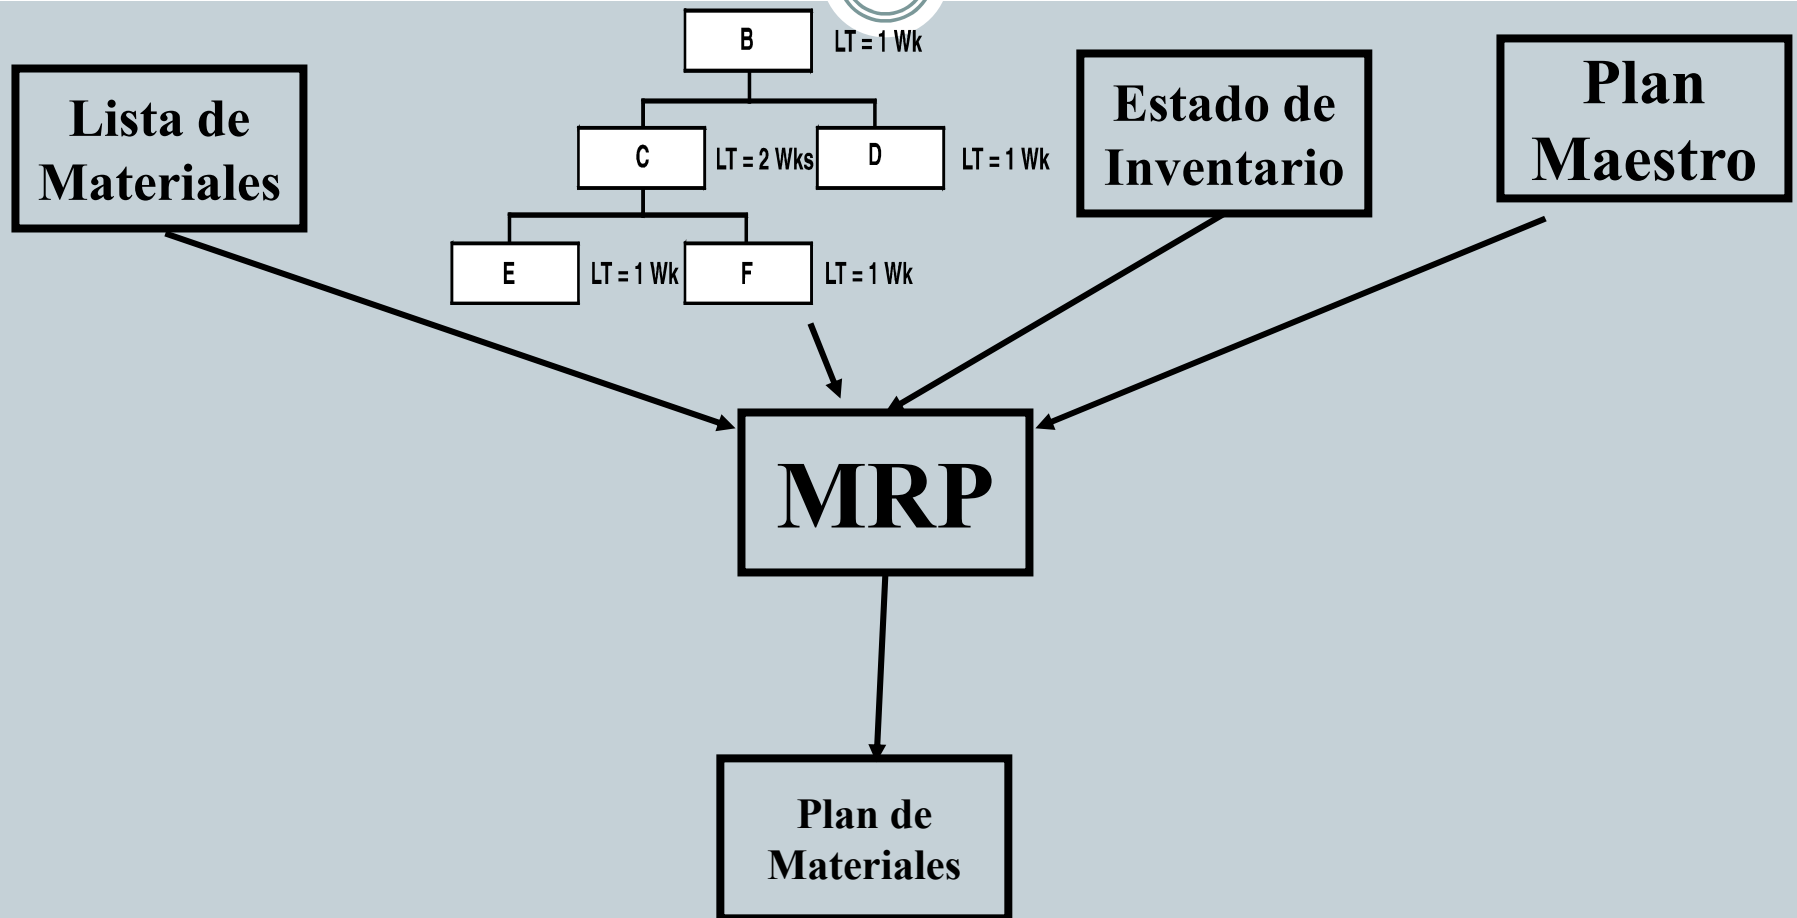 B
LT = 1 Wk
Lista de
Materiales
C
LT = 2 Wks
D
LT = 1 Wk
E
LT = 1 Wk
F
LT = 1 Wk
Estado de
Inventario
Plan
Maestro
MRP
Plan de
Materiales